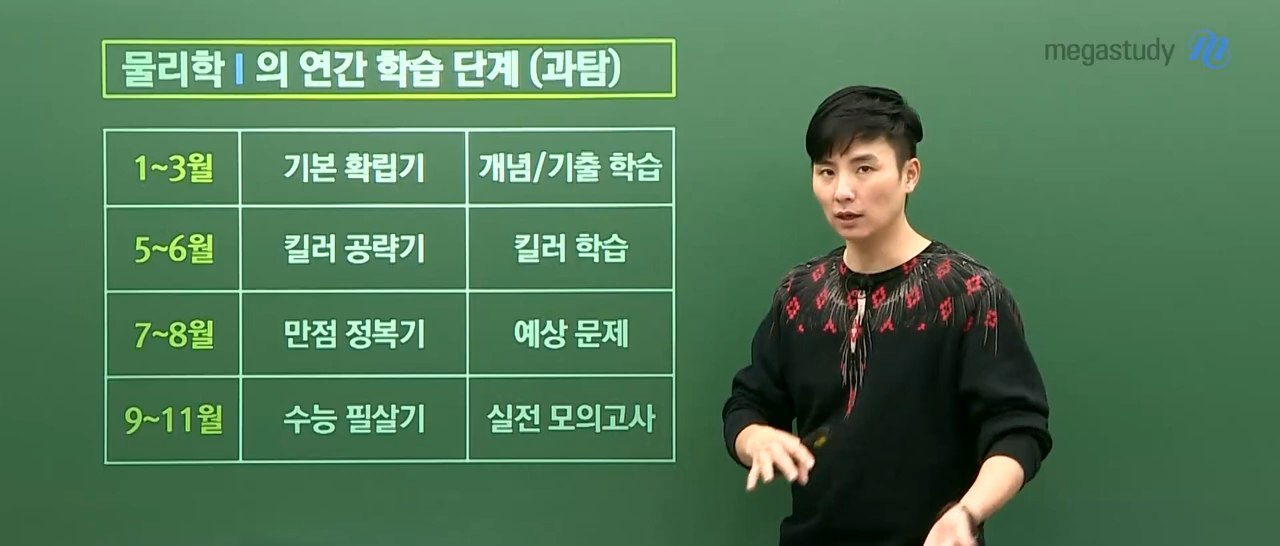 물리학Ⅰ의 연간 학습 단계 (과탐)
megastudy
1~3월 기본 확립기 개념/기출 학습
5~6월 킬러 공략기 킬러 학습
7~8월 만점 정복기 예상 문제
9~11월 수능 필살기 실전 모의고사